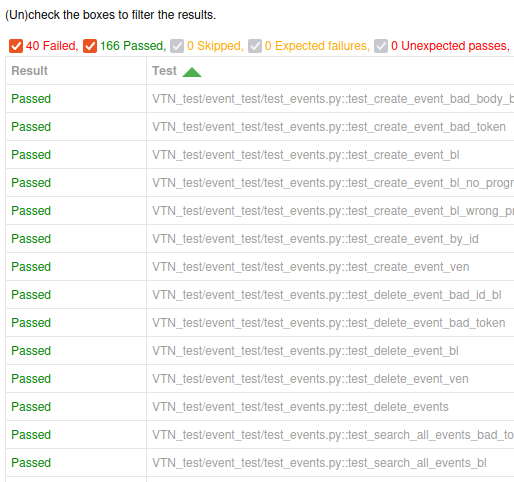 (Un)check the boxes to filter the results.
40 Failed, 166 Passed, 0 Skipped, 0 Expected failures, 0 Unexpected passes,
Result Test
Passed VTN_test/event_test/test_events.py::test_create_event_bad_body_b
Passed VTN_test/event_test/test_events.py::test_create_event_bad_token
Passed VTN_test/event_test/test_events.py::test_create_event_bl
Passed VTN_test/event_test/test_events.py::test_create_event_bl_no_progr
Passed VTN_test/event_test/test_events.py::test_create_event_bl_wrong_pr
Passed VTN_test/event_test/test_events.py::test_create_event_by_id
Passed VTN_test/event_test/test_events.py::test_create_event_ven
Passed VTN_test/event_test/test_events.py::test_delete_event_bad_id_bl
Passed VTN_test/event_test/test_events.py::test_delete_event_bad_token
Passed VTN_test/event_test/test_events.py::test_delete_event_bl
Passed VTN_test/event_test/test_events.py::test_delete_event_ven
Passed VTN_test/event_test/test_events.py::test_delete_events
Passed VTN_test/event_test/test_events.py::test_search_all_events_bad_to
Passed VTN_test/event_test/test_events.py::test_search_all_events_bl